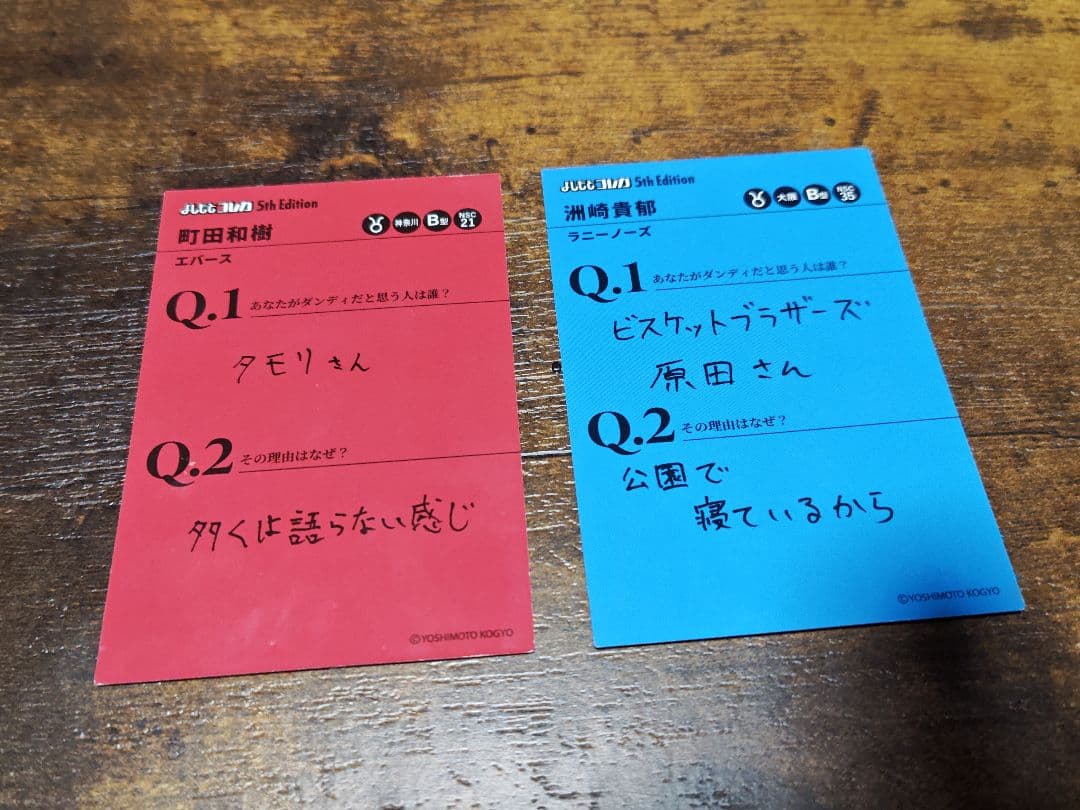 よしもとコレカ 5th Edition
町田和樹
神奈川 B型 NSC 21
エバース
Q.1 あなたがダンディだと思う人は誰?
タモリさん
Q.2 その理由はなぜ?
多くは語らない感じ
©YOSHIMOTO KOGYO
よしもとコレカ 5th Edition
洲崎貴郁
大阪 B型 NSC 35
ラニーノーズ
Q.1 あなたがダンディだと思う人は誰?
ビスケットブラザーズ
原田さん
Q.2 その理由はなぜ?
公園で
寝ているから
©YOSHIMOTO KOGYO